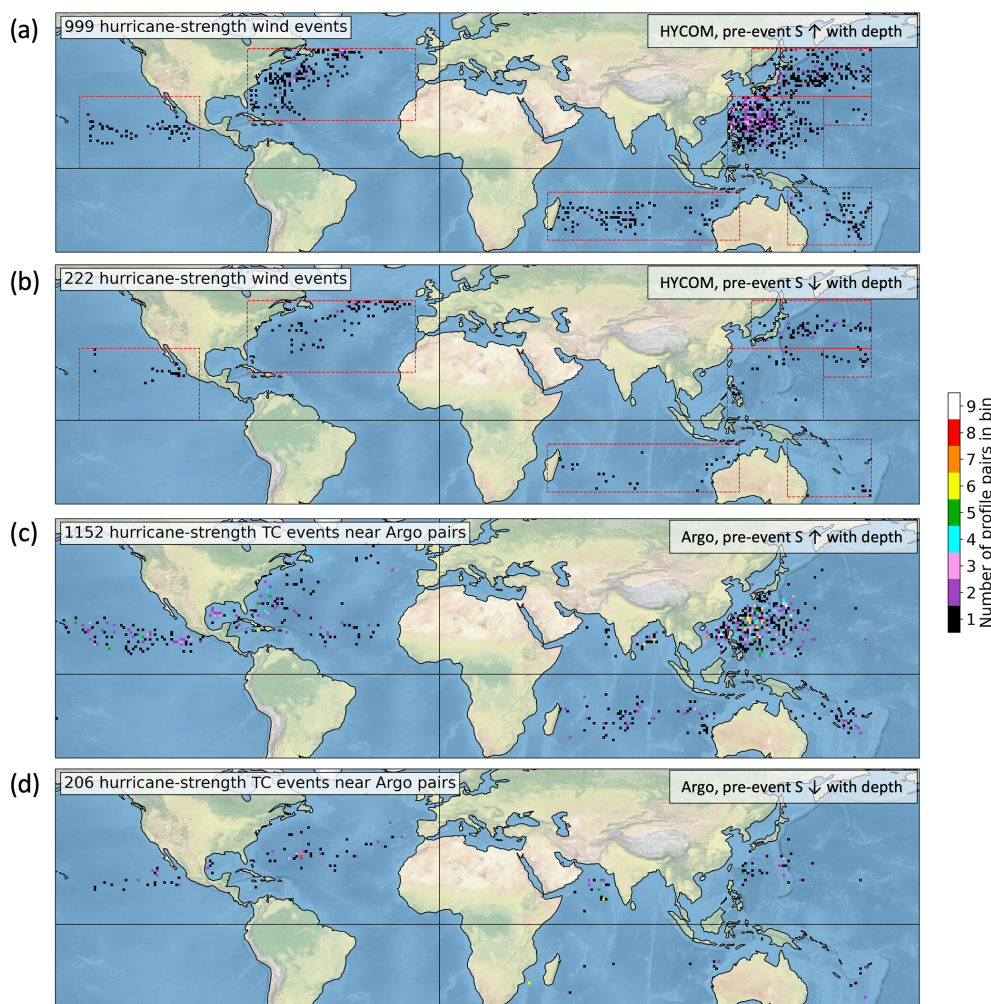 (a)
999 hurricane-strength wind events
HYCOM, pre-event S ↑ with depth
(b)
222 hurricane-strength wind events
HYCOM, pre-event S ↓ with depth
(c)
1152 hurricane-strength TC events near Argo pairs
Argo, pre-event S ↑ with depth
(d)
206 hurricane-strength TC events near Argo pairs
Argo, pre-event S ↓ with depth
9
8
7
6
5
4
3
2
1
Number of profile pairs in bin